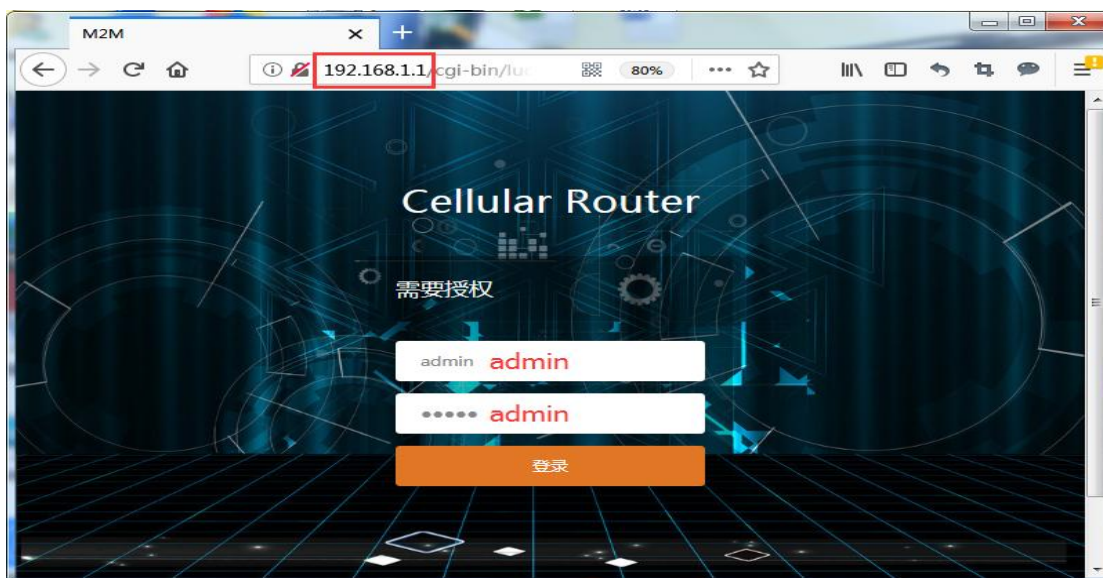 M2M
192.168.1.1/cgi-bin/luc
80%
Cellular Router
需要授权
admin admin
••••• admin
登录